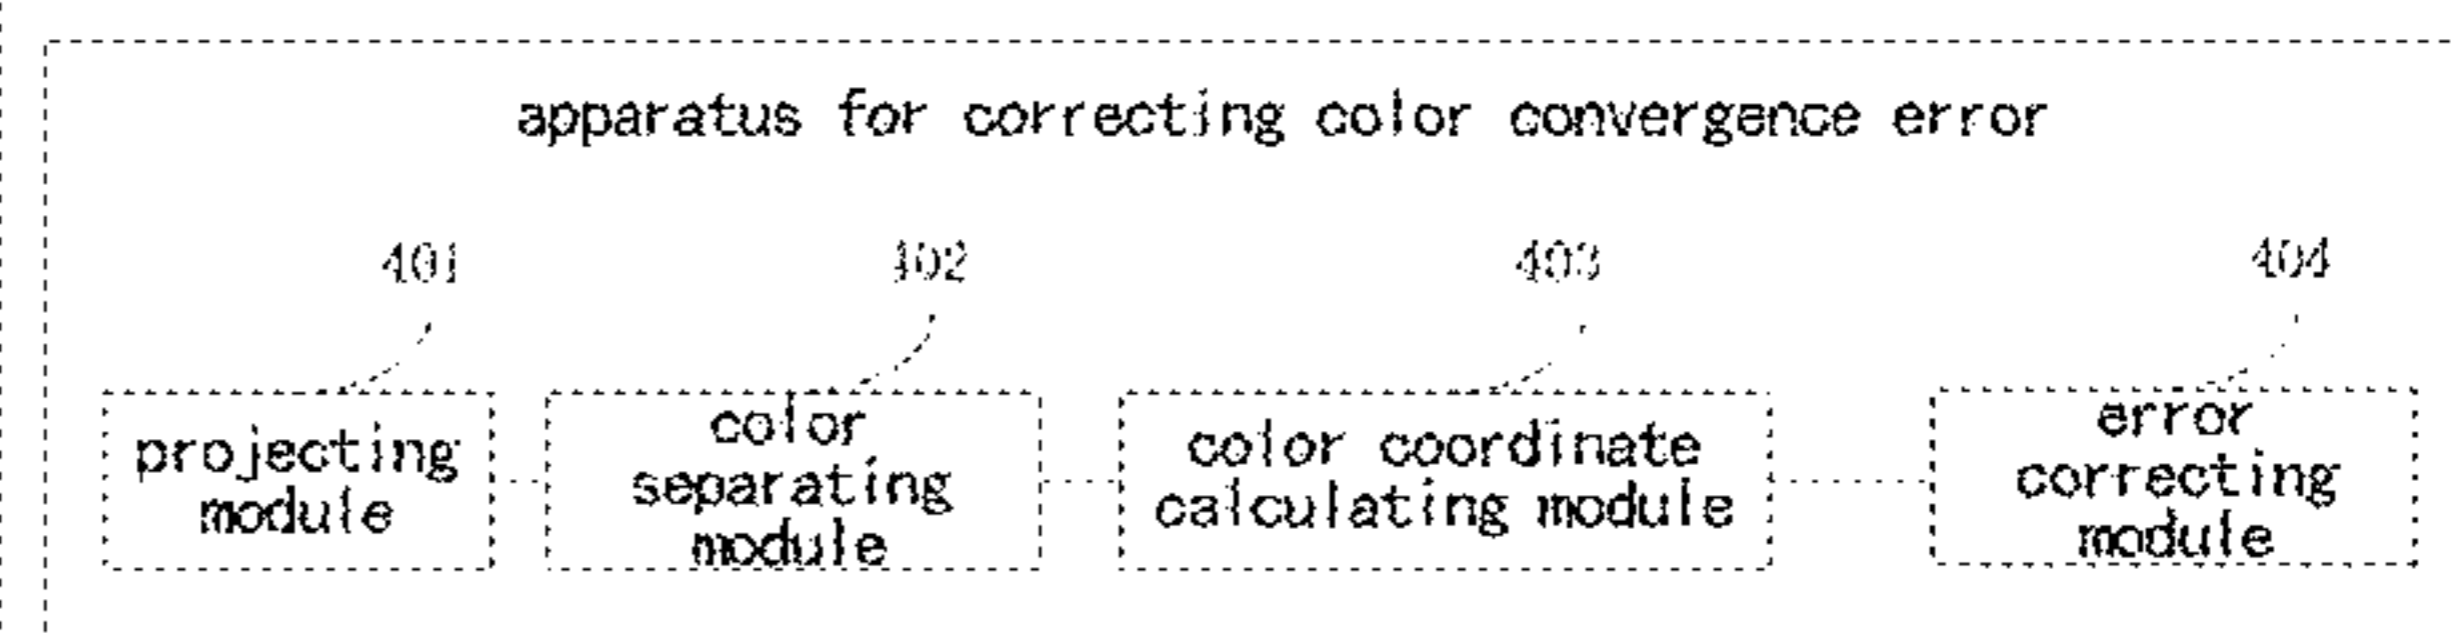 apparatus for correcting color convergence error
401
402
403
404
projecting
module
color
separating
module
color coordinate
calculating module
error
correcting
module